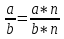 a/b = a*n/b*n